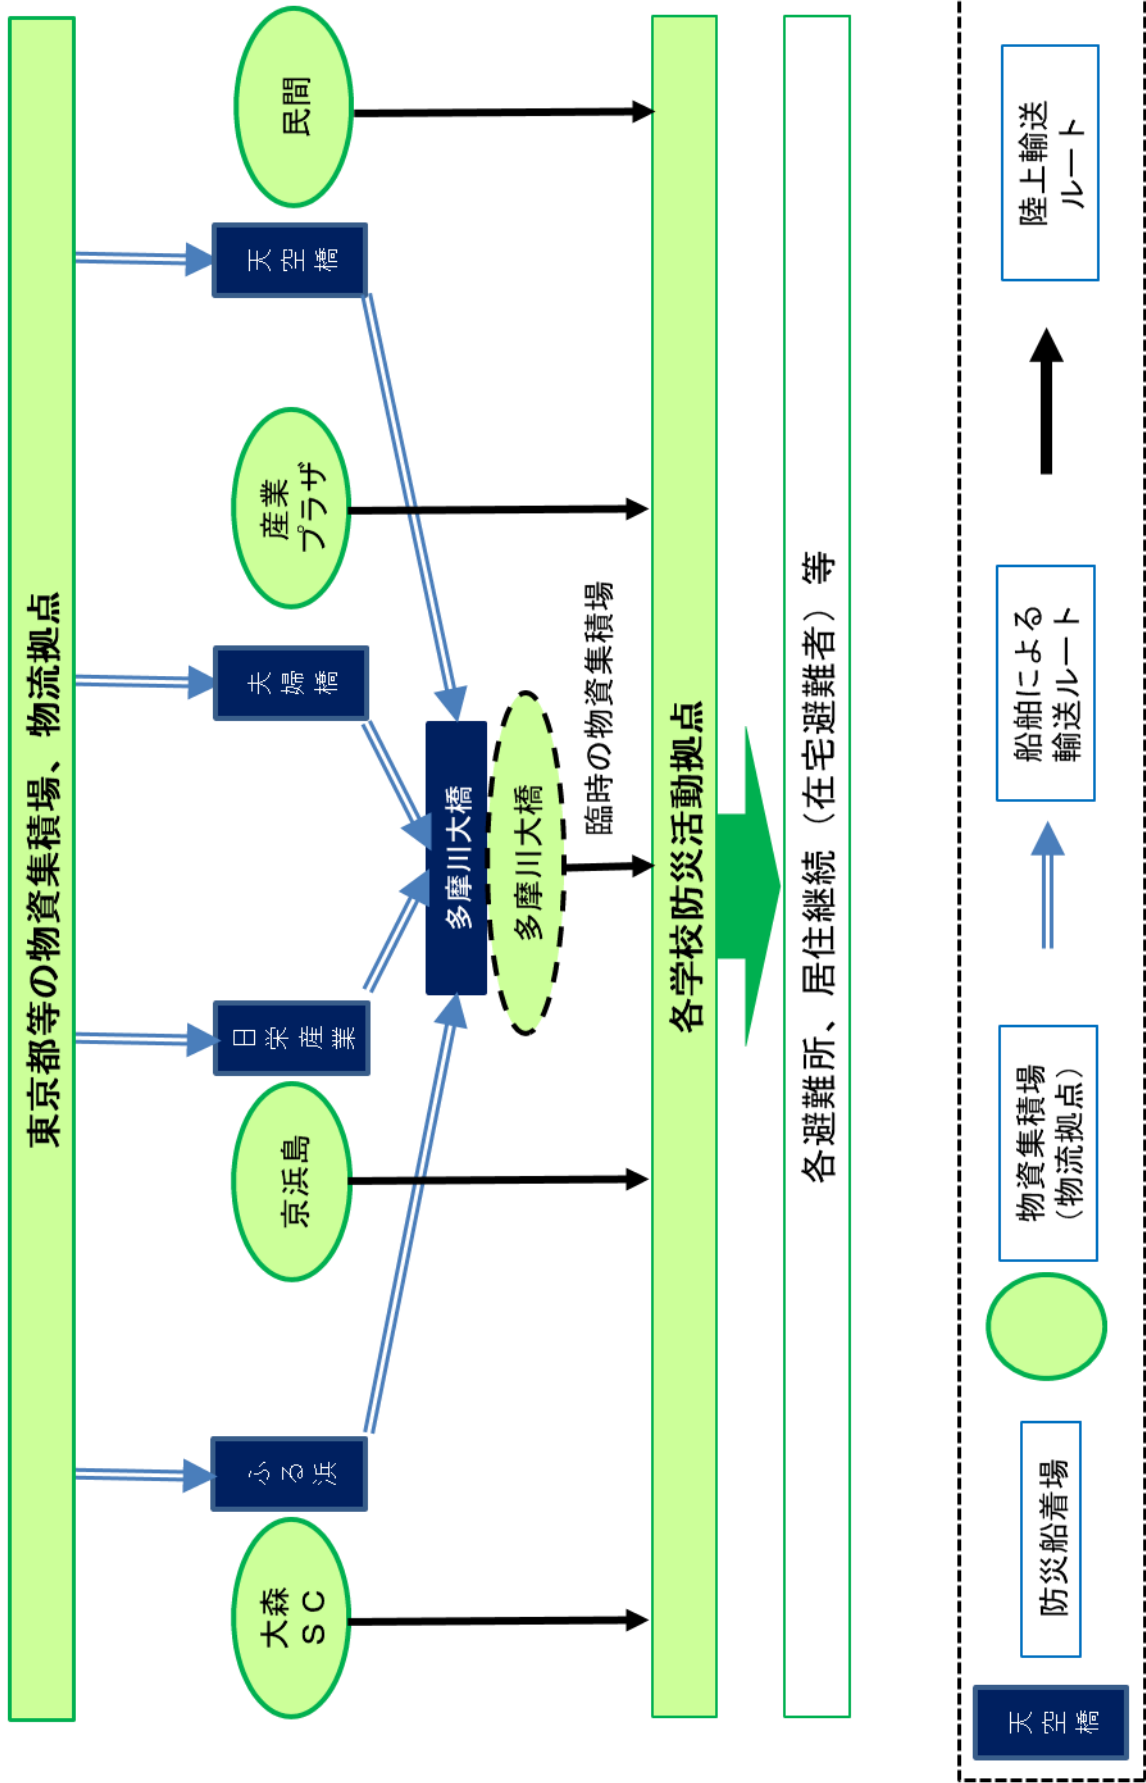 東京都等の物資集積場、物流拠点
大森
ＳＣ
ふる浜
京浜島
日栄産業
夫婦橋
産業
プラザ
天空橋
民間
多摩川大橋
多摩川大橋
臨時の物資集積場
各学校防災活動拠点
各避難所、居住継続（在宅避難者）等
天空橋
防災船着場
物資集積場
（物流拠点）
船舶による
輸送ルート
陸上輸送
ルート